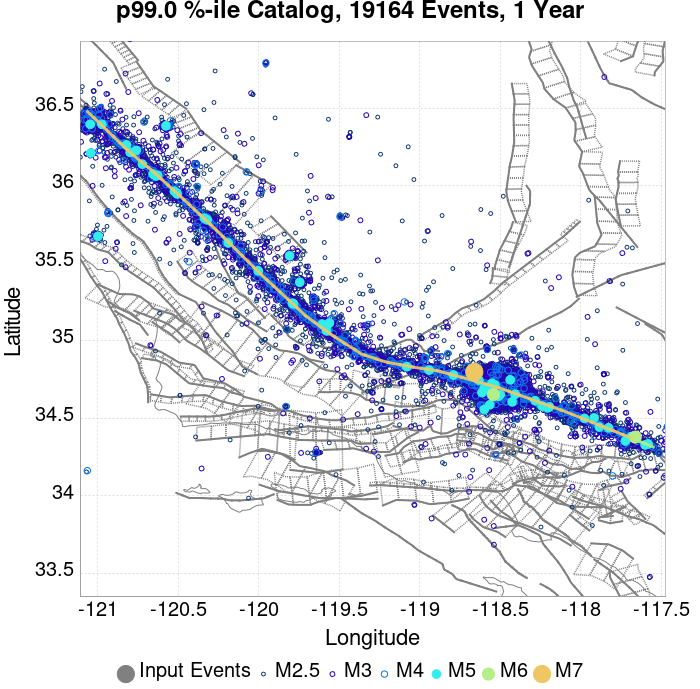 p99.0 %-ile Catalog, 19164 Events, 1 Year
36.5
36
35.5
35
34.5
34
33.5
Latitude
-121 -120.5 -120 -119.5 -119 -118.5 -118 -117.5
Longitude
Input Events M2.5 M3 M4 M5 M6 M7